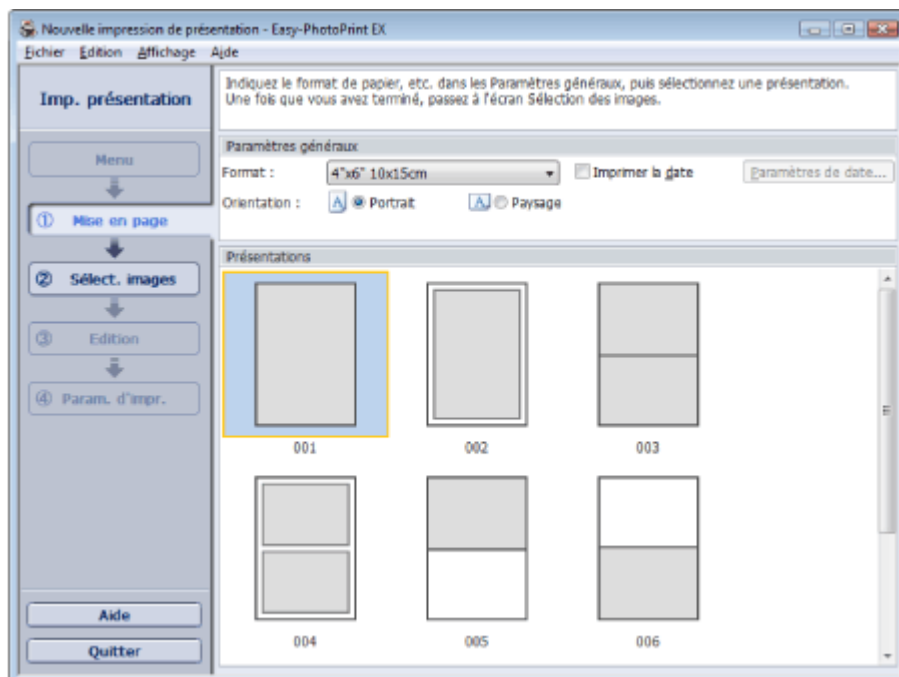 Nouvelle impression de présentation - Easy-PhotoPrint EX
Fichier Edition Affichage Aide
Imp. présentation
Indiquez le format de papier, etc. dans les Paramètres généraux, puis sélectionnez une présentation.
Une fois que vous avez terminé, passez à l'écran Sélection des images.
Menu
① Mise en page
② Sélect. images
③ Edition
④ Param. d'impr.
Aide
Quitter
Paramètres généraux
Format : 4"x6" 10x15cm Imprimer la date Paramètres de date...
Orientation : A Portrait A Paysage
Présentations
001 002 003
004 005 006